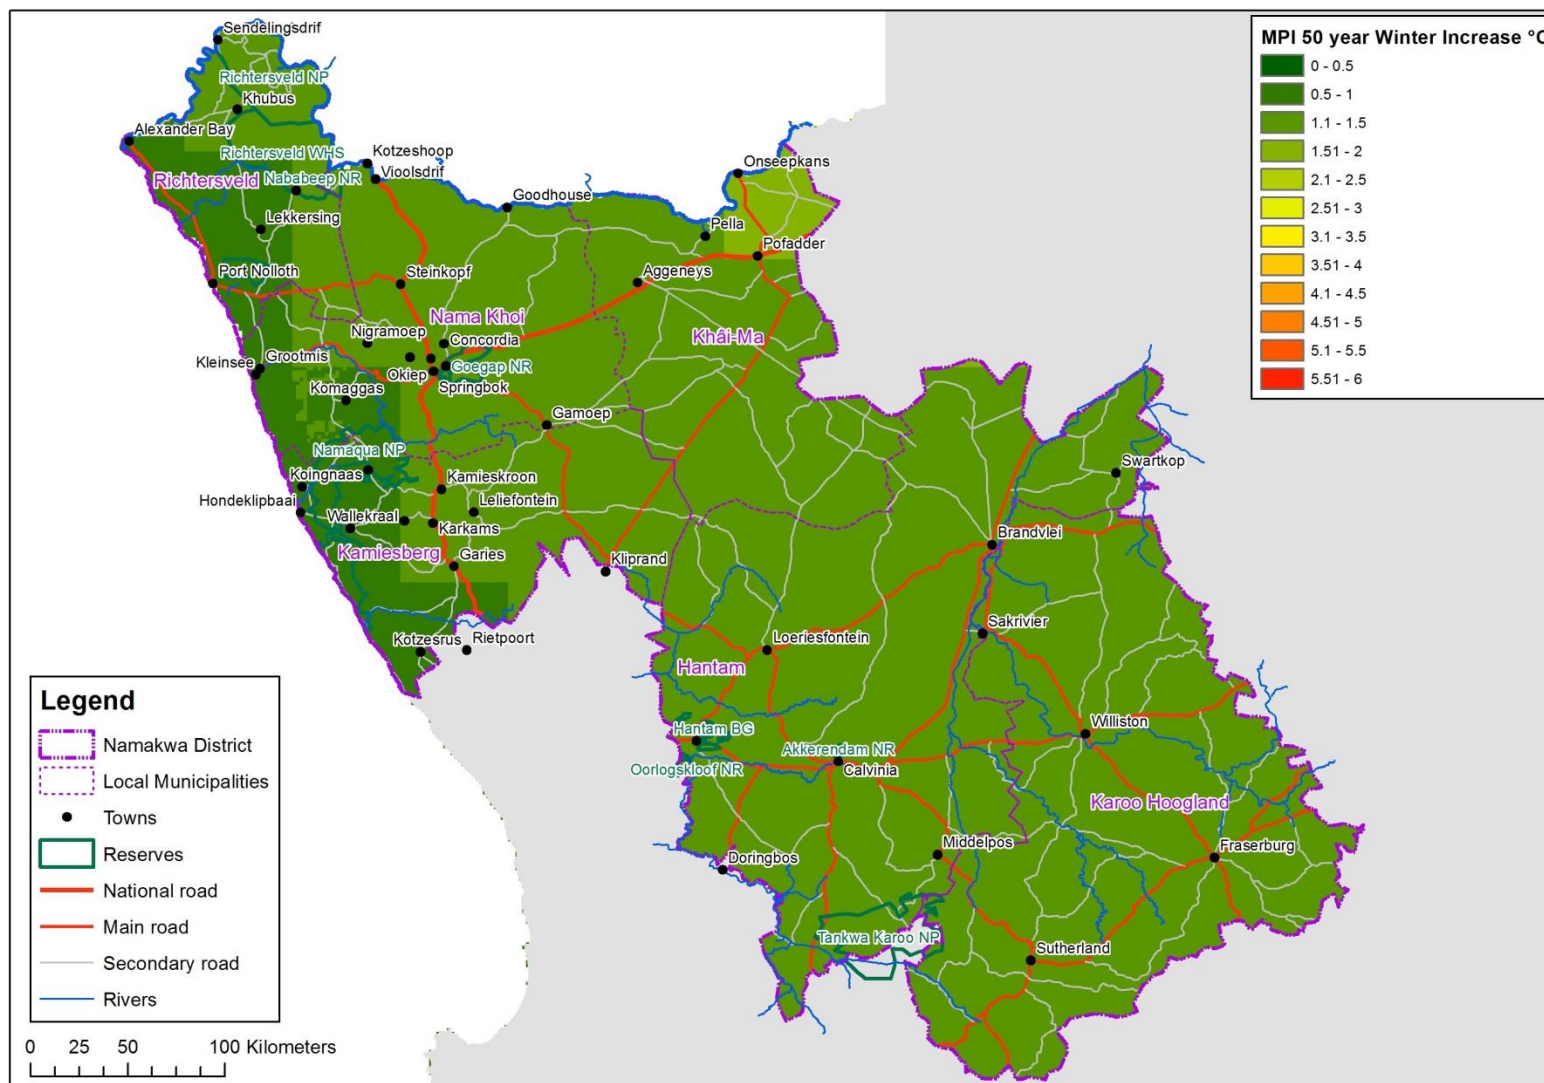 Sendelingsdrif
Richtersveld NP
Khubus
Alexander Bay
Richtersveld WHS
Kotzeshoop
Vioolsdrif
Richtersveld
Nababeep NR
Onseepkans
Goodhouse
Lekkersing
Pella
Pofadder
Port Nolloth
Steinkopf
Aggeneys
Nama Khoi
Nigramoep
Concordia
Khâi-Ma
Kleinsee
Grootmis
Okiep
Goegap NR
Komaggas
Springbok
Gamoep
Namaqua NP
Koingnaas
Kamieskroon
Swartkop
Hondeklipbaai
Leliefontein
Wallekraal
Karkams
Brandvlei
Kamiesberg
Garies
Kliprand
Kotzesrus
Rietpoort
Loeriesfontein
Sakrivier
Hantam
Hantam BG
Williston
Oorlogskloof NR
Akkerendam NR
Calvinia
Karoo Hoogland
Doringbos
Middelpos
Fraserburg
Tankwa Karoo NP
Sutherland
MPI 50 year Winter Increase °C
0 - 0.5
0.5 - 1
1.1 - 1.5
1.51 - 2
2.1 - 2.5
2.51 - 3
3.1 - 3.5
3.51 - 4
4.1 - 4.5
4.51 - 5
5.1 - 5.5
5.51 - 6
Legend
Namakwa District
Local Municipalities
Towns
Reserves
National road
Main road
Secondary road
Rivers
0 25 50 100 Kilometers